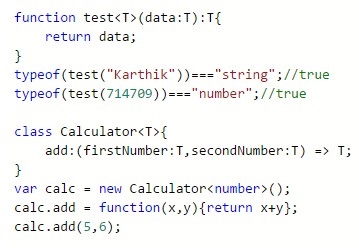 function test<T>(data:T):T{
    return data;
}
typeof(test("Karthik"))==="string";//true
typeof(test(714709))==="number";//true

class Calculator<T>{
    add:(firstNumber:T,secondNumber:T) => T;
}
var calc = new Calculator<number>();
calc.add = function(x,y){return x+y};
calc.add(5,6);